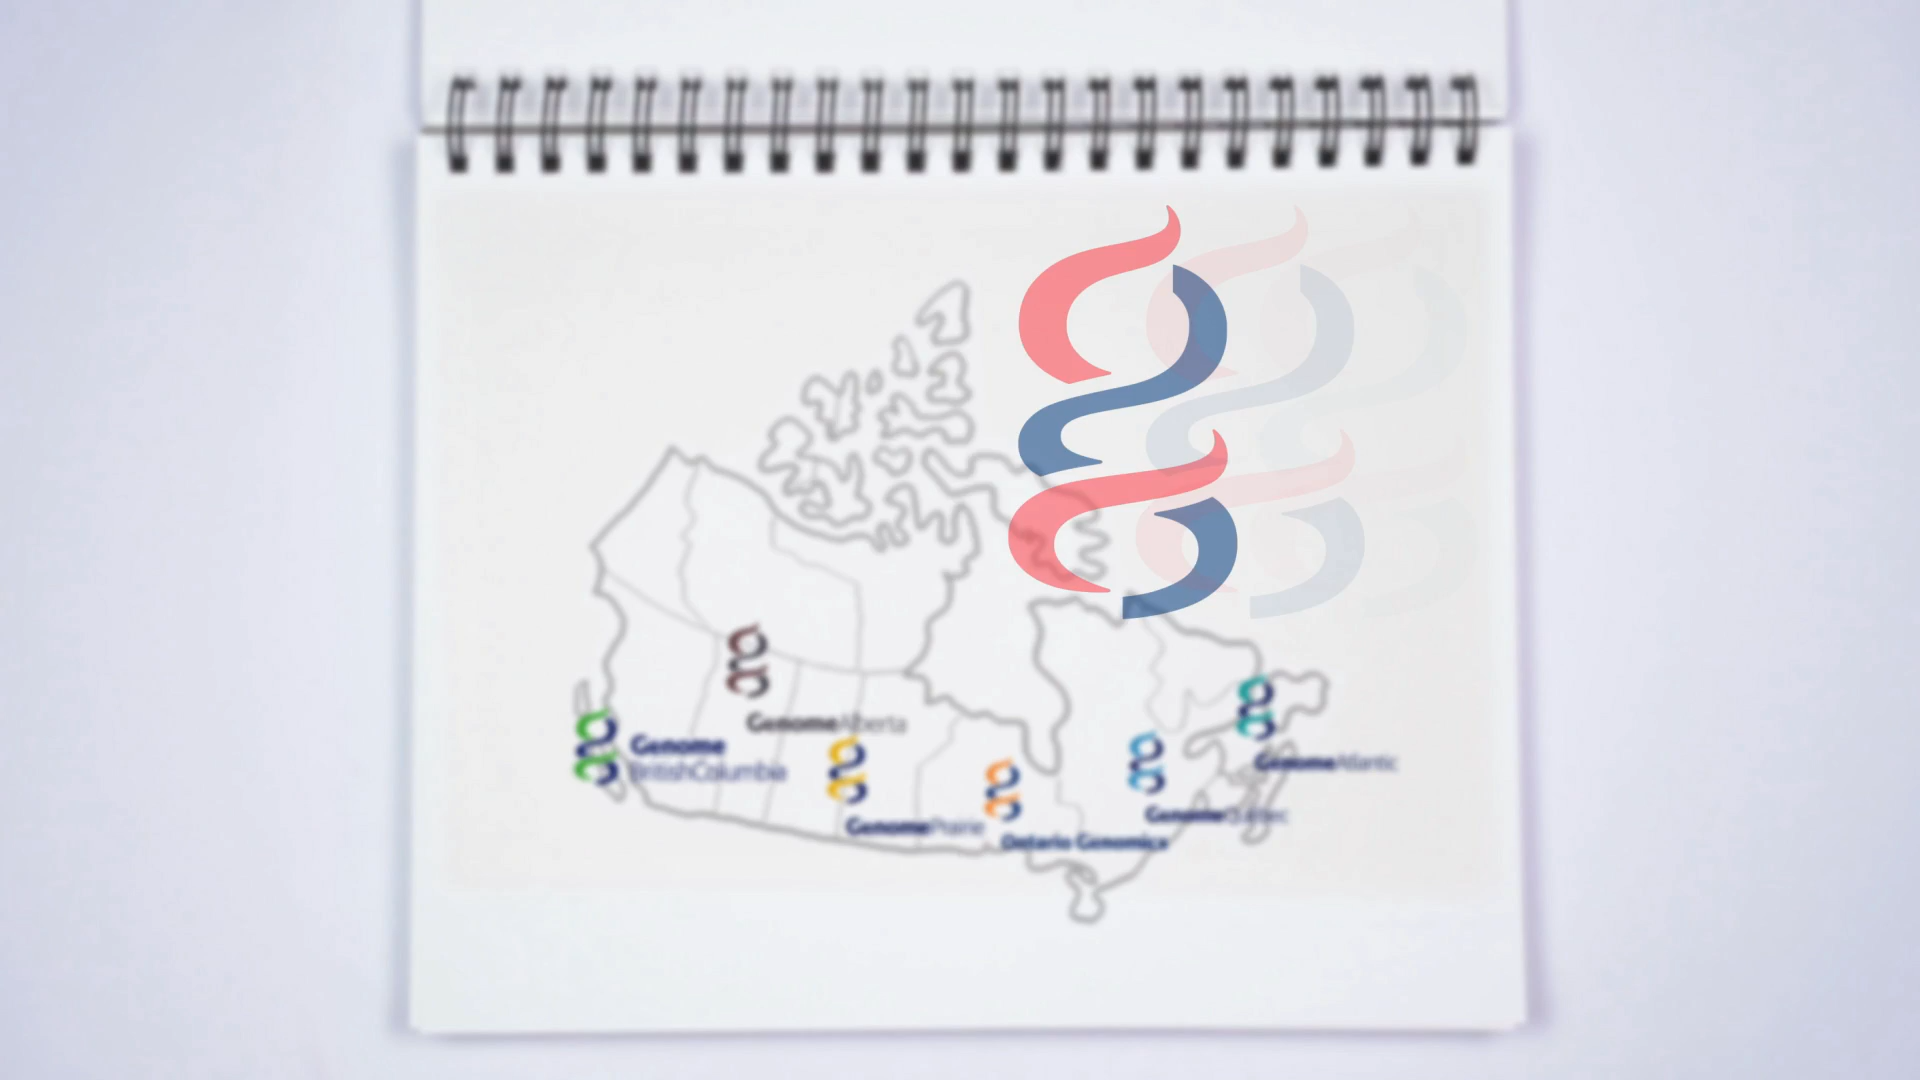 GenomeAlberta
Genome
BritishColumbia
GenomePrairie
Ontario Genomics
GenomeQuébec
GenomeAtlantic